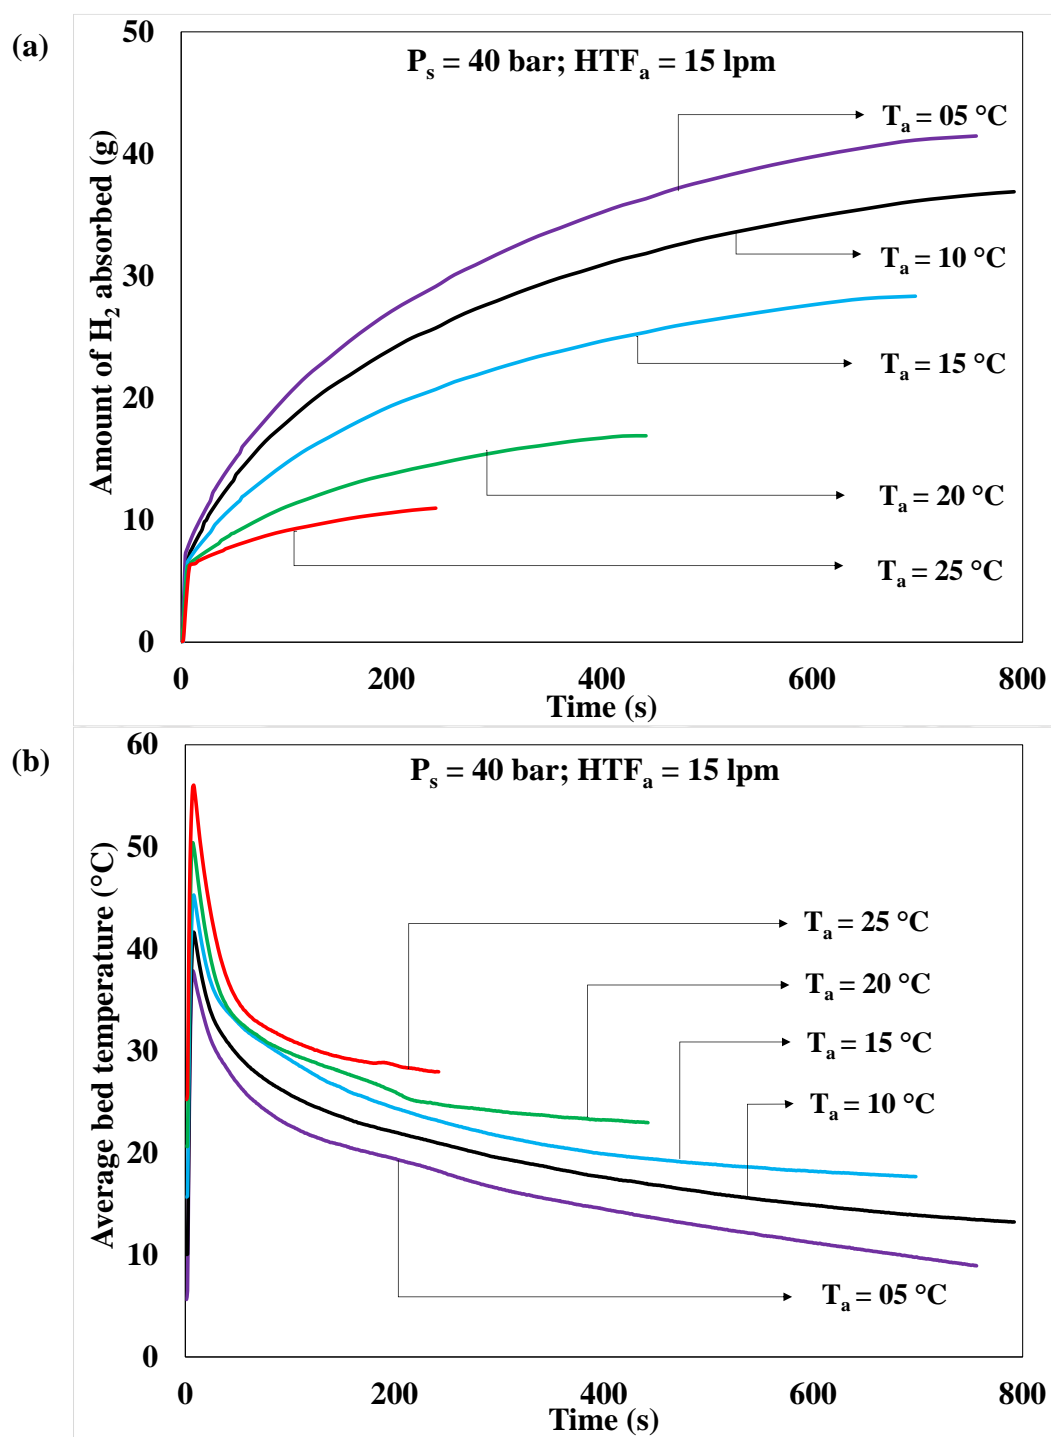 (a)
P_s = 40 bar; HTF_a = 15 lpm
Amount of H_2 absorbed (g)
50
40
30
20
10
0
T_a = 05 °C
T_a = 10 °C
T_a = 15 °C
T_a = 20 °C
T_a = 25 °C
0 200 400 600 800
Time (s)
(b)
P_s = 40 bar; HTF_a = 15 lpm
Average bed temperature (°C)
60
50
40
30
20
10
0
T_a = 25 °C
T_a = 20 °C
T_a = 15 °C
T_a = 10 °C
T_a = 05 °C
0 200 400 600 800
Time (s)